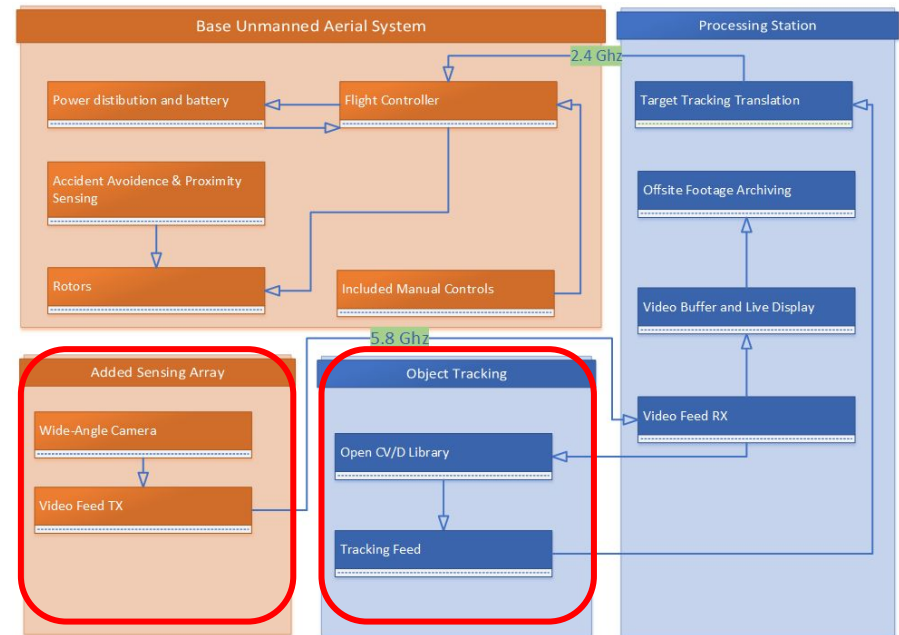 Base Unmanned Aerial System
Processing Station
2.4 Ghz
Power distibution and battery
Flight Controller
Target Tracking Translation
Accident Avoidence & Proximity
Sensing
Offsite Footage Archiving
Rotors
Included Manual Controls
Video Buffer and Live Display
5.8 Ghz
Added Sensing Array
Object Tracking
Wide-Angle Camera
Video Feed RX
Open CV/D Library
Video Feed TX
Tracking Feed